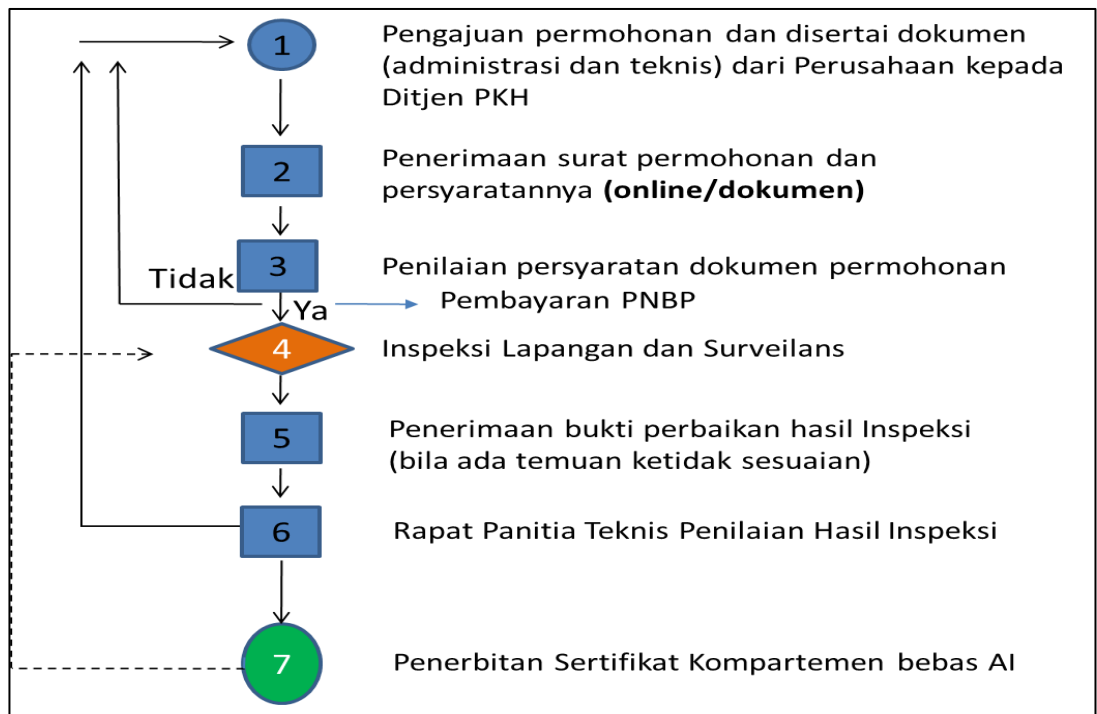 1
Pengajuan permohonan dan disertai dokumen
(administrasi dan teknis) dari Perusahaan kepada
Ditjen PKH
2
Penerimaan surat permohonan dan
persyaratannya (online/dokumen)
3
Penilaian persyaratan dokumen permohonan
Tidak
Ya
Pembayaran PNBP
4
Inspeksi Lapangan dan Surveilans
5
Penerimaan bukti perbaikan hasil Inspeksi
(bila ada temuan ketidak sesuaian)
6
Rapat Panitia Teknis Penilaian Hasil Inspeksi
7
Penerbitan Sertifikat Kompartemen bebas AI